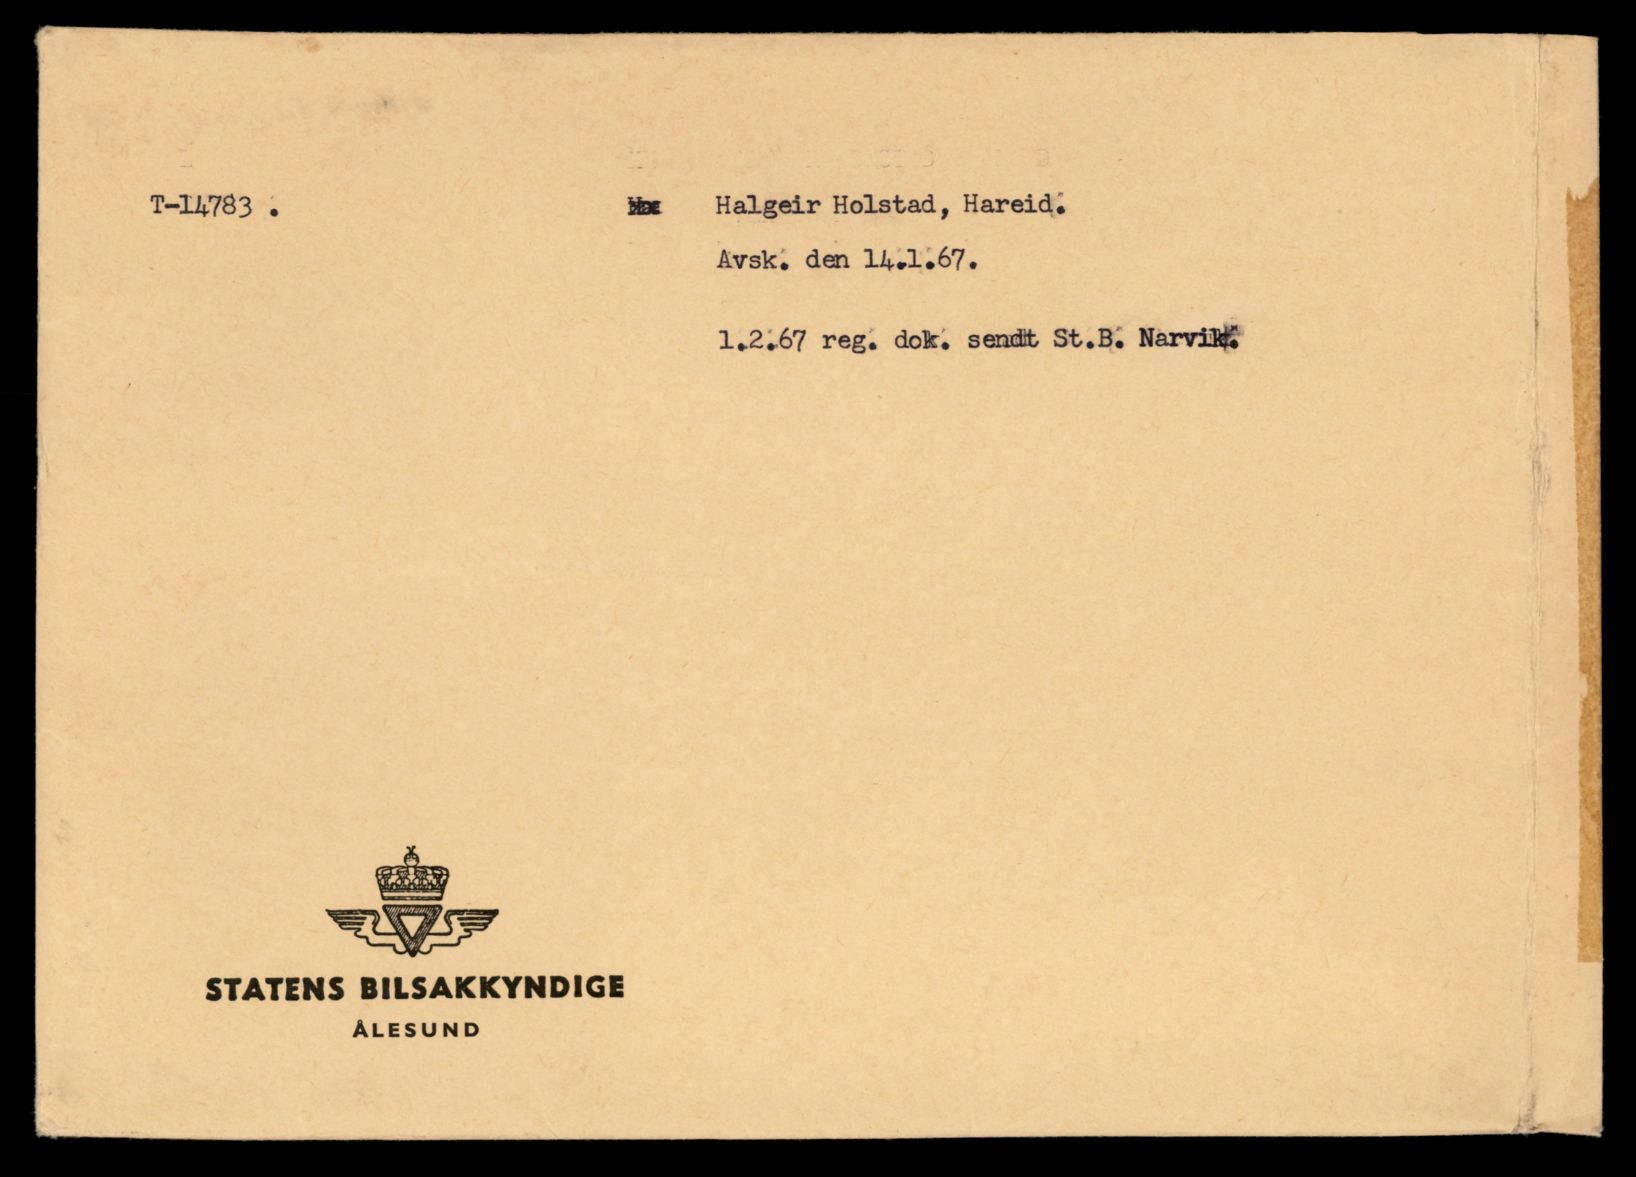 T-14783 . Halgeir Holstad, Hareid.
Avsk. den 14.1.67.
1.2.67 reg. dok. sendt St.B. Narvik.
STATENS BILSAKKYNDIGE
ÅLESUND